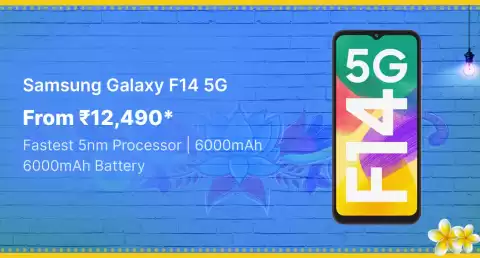 Samsung Galaxy F14 5G
From ₹12,490*
Fastest 5nm Processor | 6000mAh
6000mAh Battery
5G
F14